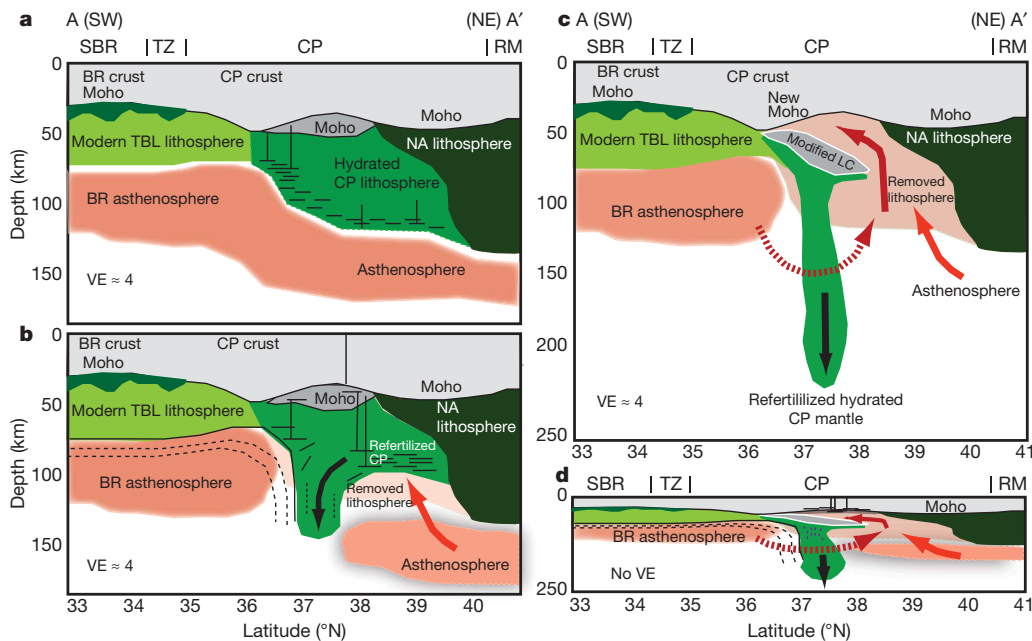 a
A (SW)
SBR
TZ
CP
RM
(NE) A′
0
50
100
150
Depth (km)
BR crust
Moho
CP crust
Moho
Moho
Modern TBL lithosphere
NA lithosphere
Hydrated
CP lithosphere
BR asthenosphere
Asthenosphere
VE ≈ 4
b
0
50
100
150
Depth (km)
BR crust
Moho
CP crust
Moho
Moho
Modern TBL lithosphere
NA
lithosphere
Refertilized
CP
BR asthenosphere
Removed
lithosphere
Asthenosphere
VE ≈ 4
33
34
35
36
37
38
39
40
Latitude (°N)
c
A (SW)
(NE) A′
SBR
TZ
CP
RM
0
50
100
150
200
250
BR crust
Moho
CP crust
New
Moho
Moho
Modern TBL lithosphere
Modified LC
NA lithosphere
Removed
lithosphere
BR asthenosphere
Asthenosphere
Refertililized hydrated
CP mantle
VE ≈ 4
33
34
35
36
37
38
39
40
41
d
SBR
TZ
CP
RM
0
250
Moho
BR asthenosphere
No VE
33
34
35
36
37
38
39
40
41
Latitude (°N)